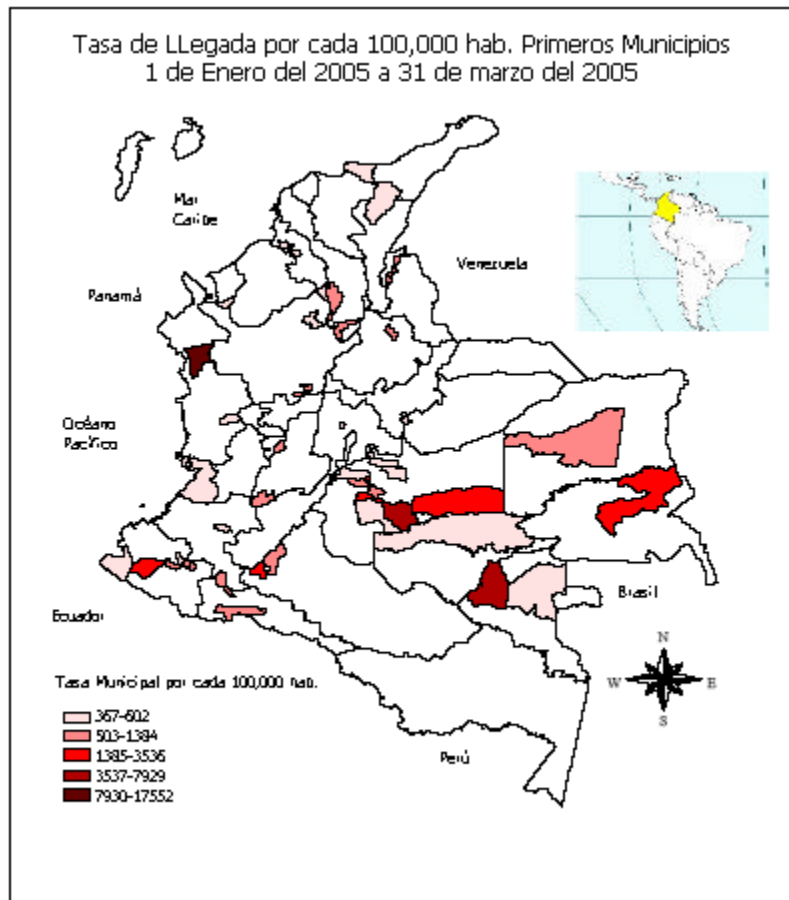 Tasa de LLegada por cada 100,000 hab. Primeros Municipios
1 de Enero del 2005 a 31 de marzo del 2005
Mar
Caribe
Venezuela
Panamá
Océano
Pacífico
Brasil
Ecuador
N
W
E
S
Tasa Municipal por cada 100,000 hab.
367-602
503-1384
1385-3536
3537-7929
7930-17552
Perú